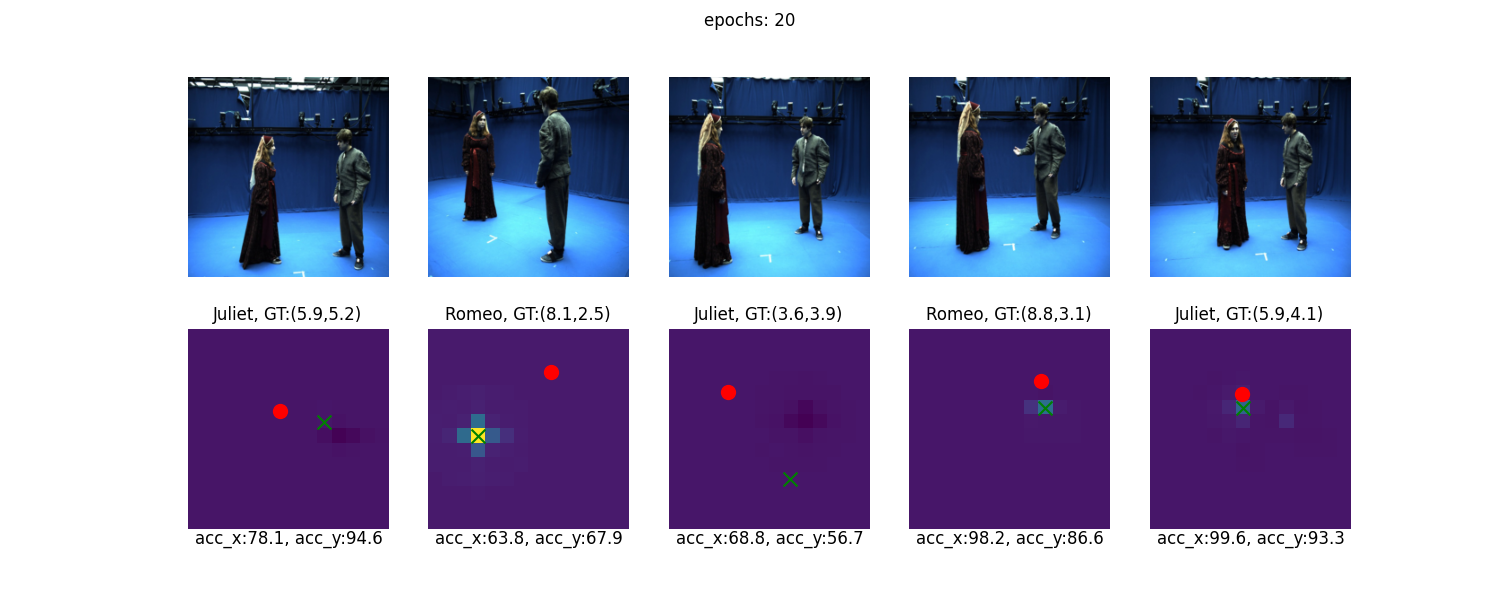 epochs: 20
Juliet, GT:(5.9,5.2)
Romeo, GT:(8.1,2.5)
Juliet, GT:(3.6,3.9)
Romeo, GT:(8.8,3.1)
Juliet, GT:(5.9,4.1)
acc_x:78.1, acc_y:94.6
acc_x:63.8, acc_y:67.9
acc_x:68.8, acc_y:56.7
acc_x:98.2, acc_y:86.6
acc_x:99.6, acc_y:93.3